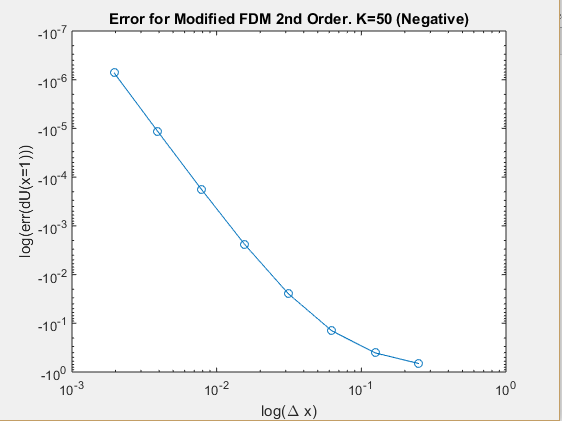 Error for Modified FDM 2nd Order. K=50 (Negative)
-10^-7
-10^-6
-10^-5
-10^-4
-10^-3
-10^-2
-10^-1
-10^0
log(err(dU(x=1)))
10^-3 10^-2 10^-1 10^0
log(Δ x)